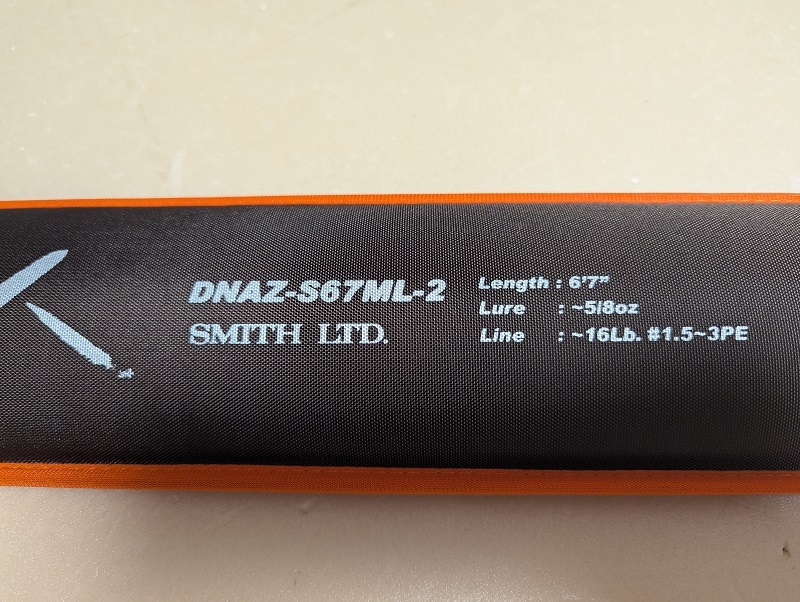 DNAZ-S67ML-2
SMITH LTD.
Length : 6'7"
Lure : ~5/8oz
Line : ~16Lb. #1.5~3PE